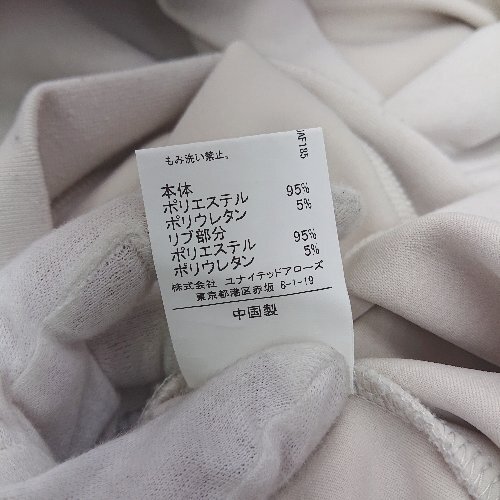 もみ洗い禁止。
本体
ポリエステル 95%
ポリウレタン 5%
リブ部分
ポリエステル 95%
ポリウレタン 5%
株式会社 ユナイテッドアローズ
東京都港区赤坂 8-1-19
中国製